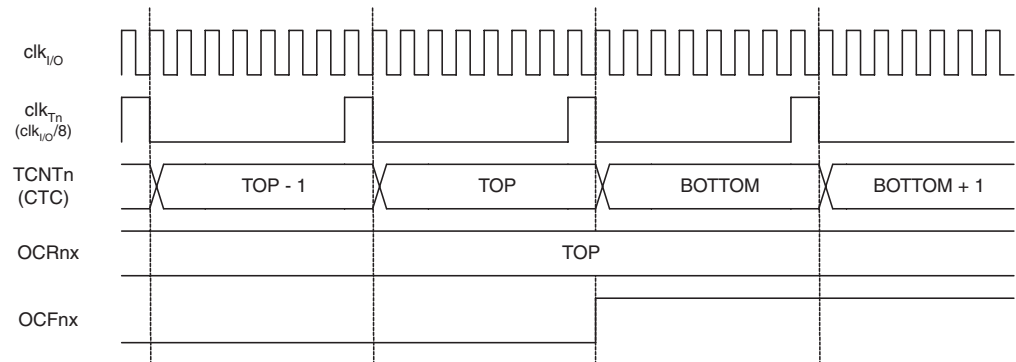 clkI/O
clkTn
(clkI/O/8)
TCNTn
(CTC)
TOP - 1
TOP
BOTTOM
BOTTOM + 1
OCRnx
TOP
OCFnx